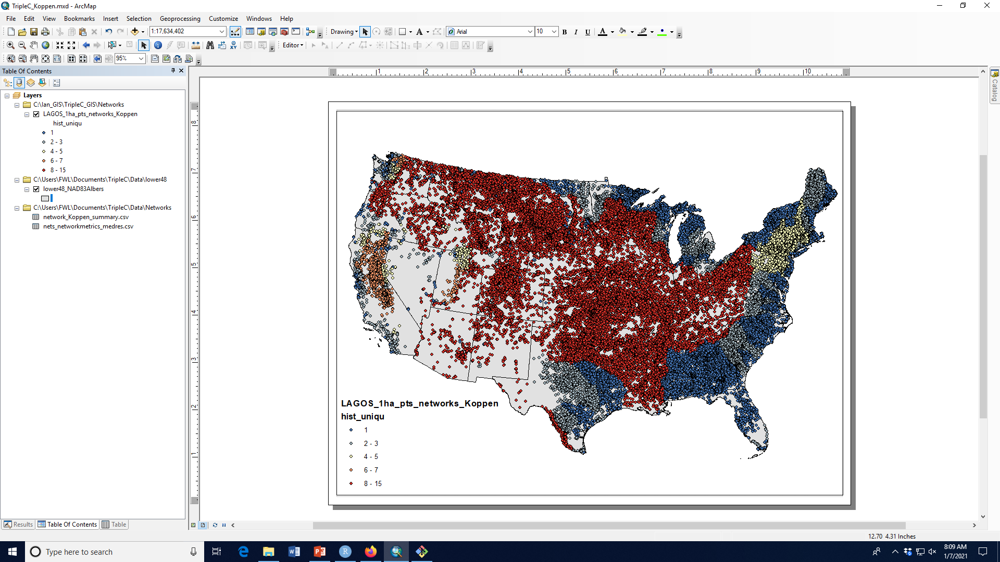 TripleC_Koppen.mxd - ArcMap
File Edit View Bookmarks Insert Selection Geoprocessing Customize Windows Help
1:17,634,402 Drawing Arial 10 B I U A
Editor
95%
Table Of Contents
Layers
C:\Ian_GIS\TripleC_GIS\Networks
LAGOS_1ha_pts_networks_Koppen
hist_uniqu
1
2 - 3
4 - 5
6 - 7
8 - 15
C:\Users\FWL\Documents\TripleC\Data\lower48
lower48_NAD83Albers
C:\Users\FWL\Documents\TripleC\Data\Networks
network_Koppen_summary.csv
nets_networkmetrics_medres.csv
1 2 3 4 5 6 7 8 9 10
8
7
6
5
4
3
2
1
LAGOS_1ha_pts_networks_Koppen
hist_uniqu
1
2 - 3
4 - 5
6 - 7
8 - 15
Catalog
Results Table Of Contents Table
12.70 4.31 Inches
Type here to search
8:09 AM
1/7/2021